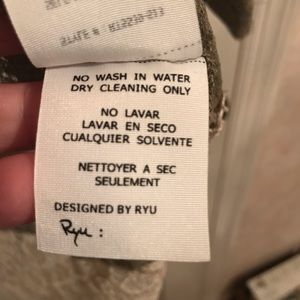 NO WASH IN WATER
DRY CLEANING ONLY
NO LAVAR
LAVAR EN SECO
CUALQUIER SOLVENTE
NETTOYER A SEC
SEULEMENT
DESIGNED BY RYU
Ryu :